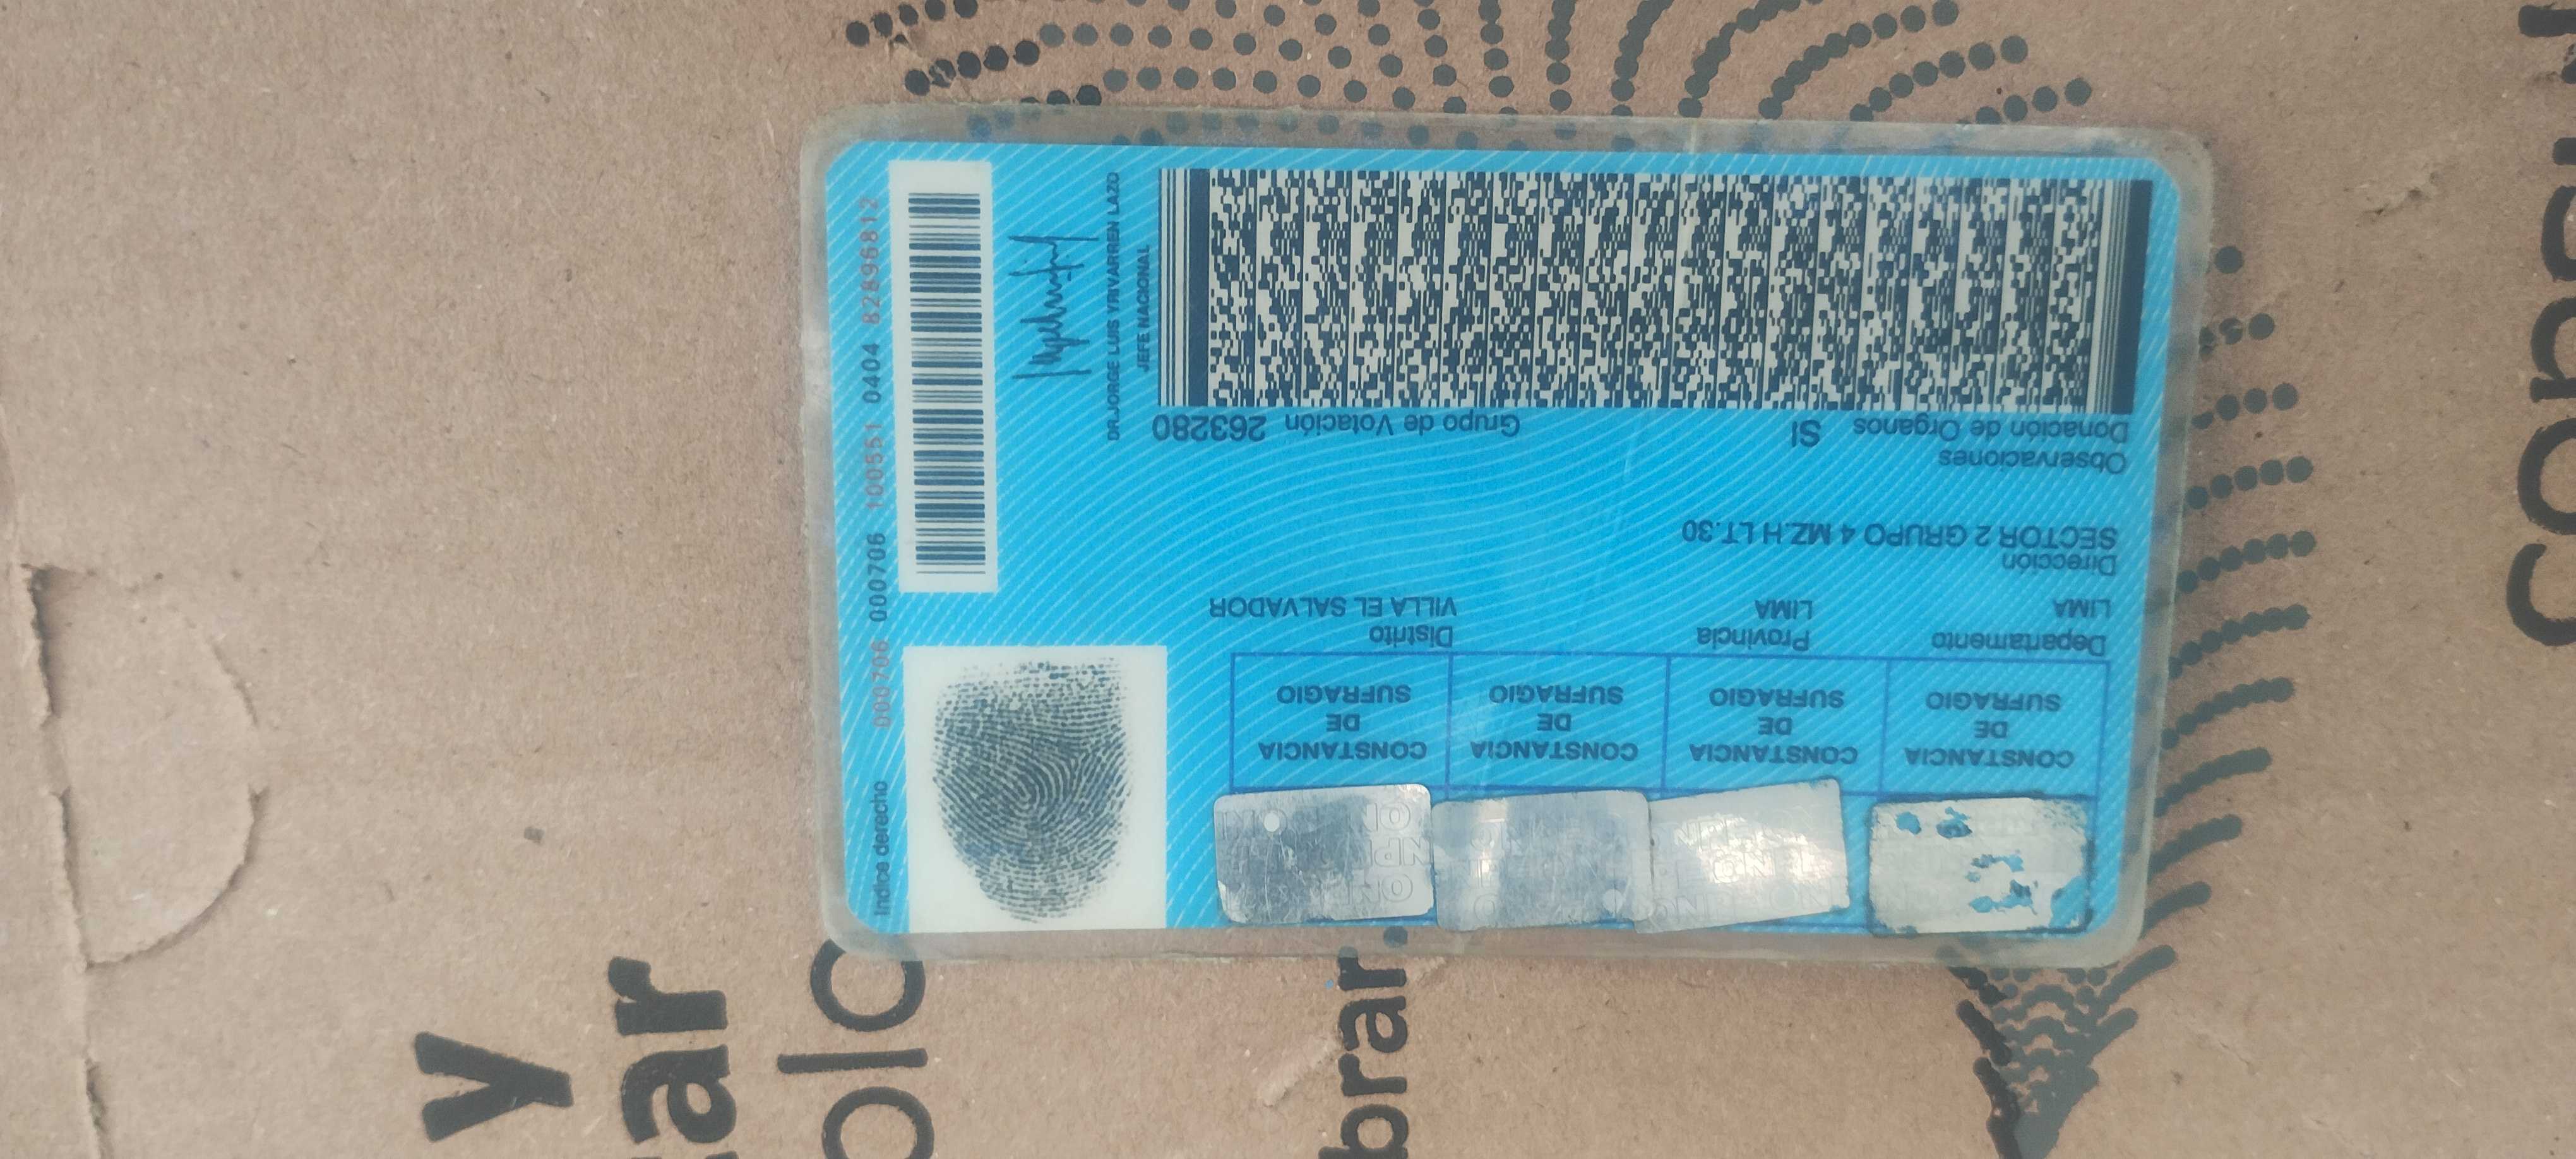 CONSTANCIA
DE
SUFRAGIO
CONSTANCIA
DE
SUFRAGIO
CONSTANCIA
DE
SUFRAGIO
CONSTANCIA
DE
SUFRAGIO
Departamento Provincia Distrito
LIMA LIMA VILLA EL SALVADOR
Dirección
SECTOR 2 GRUPO 4 MZ.H LT.30
Observaciones
Donación de Organos SI Grupo de Votación 263280
Indice derecho 000706 000706 100551 0404 82896812
DR.JORGE LUIS YRIVARREN LAZO
JEFE NACIONAL
y
brar.